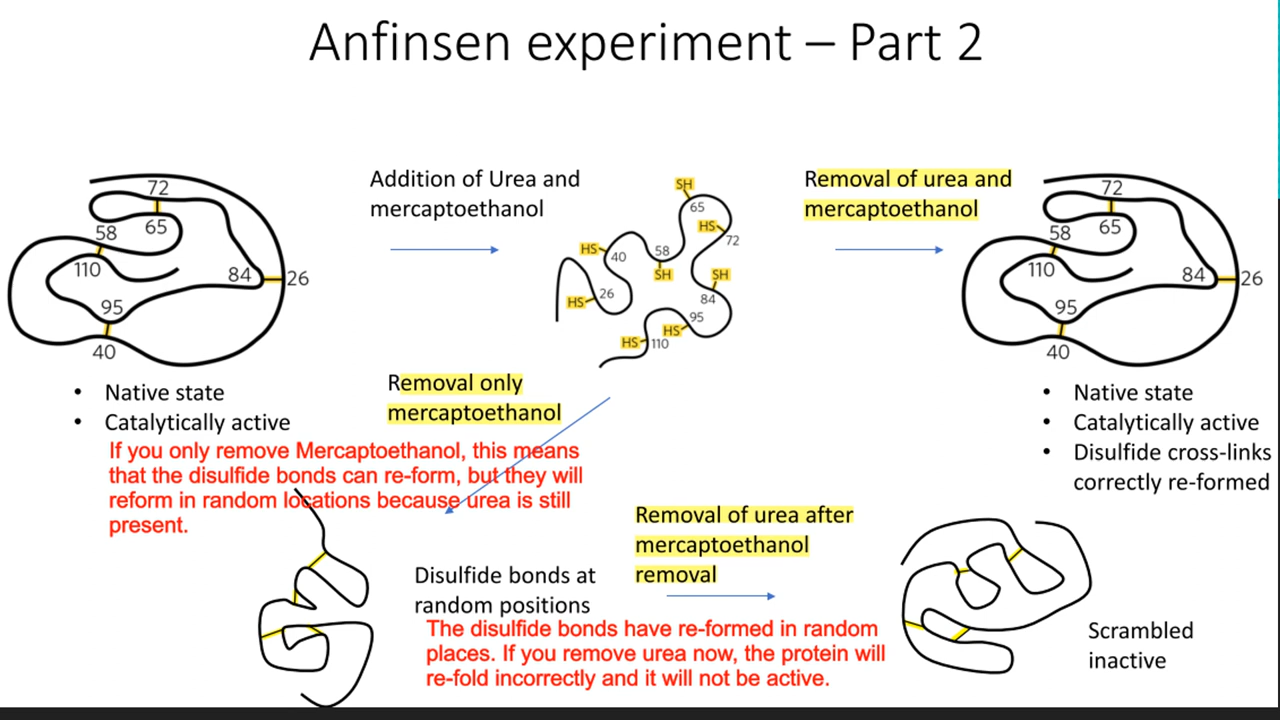 Anfinsen experiment – Part 2
72
58
65
110
84
26
95
40
Addition of Urea and
mercaptoethanol
SH
65
HS
72
HS
40
58
SH
SH
84
HS
26
HS
95
HS
110
Removal of urea and
mercaptoethanol
72
58
65
110
84
26
95
40
• Native state
• Catalytically active
Removal only
mercaptoethanol
• Native state
• Catalytically active
• Disulfide cross-links
correctly re-formed
If you only remove Mercaptoethanol, this means
that the disulfide bonds can re-form, but they will
reform in random locations because urea is still
present.
Disulfide bonds at
random positions
Removal of urea after
mercaptoethanol
removal
The disulfide bonds have re-formed in random
places. If you remove urea now, the protein will
re-fold incorrectly and it will not be active.
Scrambled
inactive